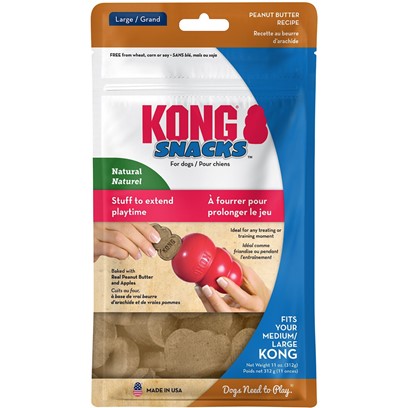 Large / Grand
PEANUT BUTTER
RECIPE
Recette au beurre
d'arachide
FREE from wheat, corn or soy • SANS blé, maïs ou soja
KONG
SNACKS™
For dogs / Pour chiens
Natural
Naturel
Stuff to extend
playtime
À fourrer pour
prolonger le jeu
Ideal for any treating or
training moment
Idéal comme
friandise ou pendant
l'entraînement
KONG
Baked with
Real Peanut Butter
and Apples
Cuits au four,
à base de vrai beurre
d'arachide et de vraies pommes
FITS
YOUR
MEDIUM/
LARGE
KONG
Net Weight 11 oz. (312g)
Poids net 312 g (11 onces)
MADE IN USA
Dogs Need to Play.™